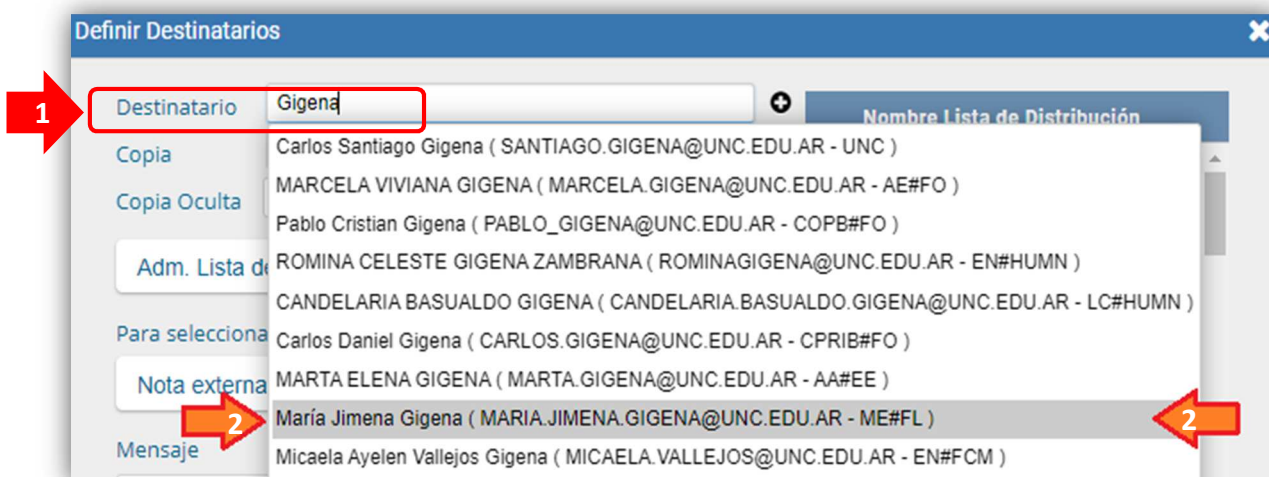 Definir Destinatarios
1
Destinatario Gigena
Nombre Lista de Distribución
Copia
Carlos Santiago Gigena ( SANTIAGO.GIGENA@UNC.EDU.AR - UNC )
MARCELA VIVIANA GIGENA ( MARCELA.GIGENA@UNC.EDU.AR - AE#FO )
Copia Oculta
Pablo Cristian Gigena ( PABLO_GIGENA@UNC.EDU.AR - COPB#FO )
Adm. Lista de
ROMINA CELESTE GIGENA ZAMBRANA ( ROMINAGIGENA@UNC.EDU.AR - EN#HUMN )
CANDELARIA BASUALDO GIGENA ( CANDELARIA.BASUALDO.GIGENA@UNC.EDU.AR - LC#HUMN )
Para selecciona
Carlos Daniel Gigena ( CARLOS.GIGENA@UNC.EDU.AR - CPRIB#FO )
Nota externa
MARTA ELENA GIGENA ( MARTA.GIGENA@UNC.EDU.AR - AA#EE )
2 María Jimena Gigena ( MARIA.JIMENA.GIGENA@UNC.EDU.AR - ME#FL ) 2
Mensaje
Micaela Ayelen Vallejos Gigena ( MICAELA.VALLEJOS@UNC.EDU.AR - EN#FCM )